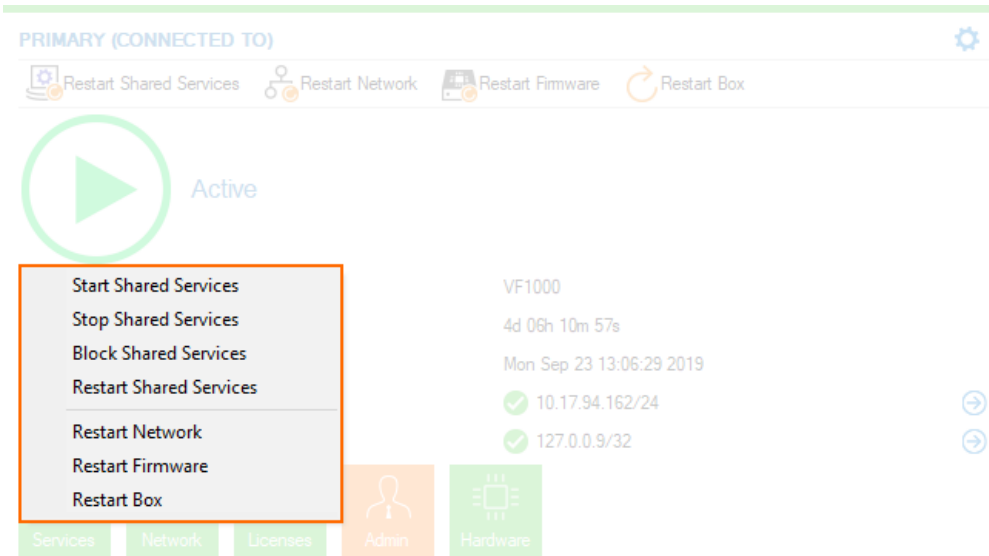 PRIMARY (CONNECTED TO)
Restart Shared Services Restart Network Restart Firmware Restart Box
Active
Start Shared Services
VF1000
Stop Shared Services
4d 06h 10m 57s
Block Shared Services
Mon Sep 23 13:06:29 2019
Restart Shared Services
10.17.94.162/24
Restart Network
127.0.0.9/32
Restart Firmware
Restart Box
Services Network Licenses Admin Hardware